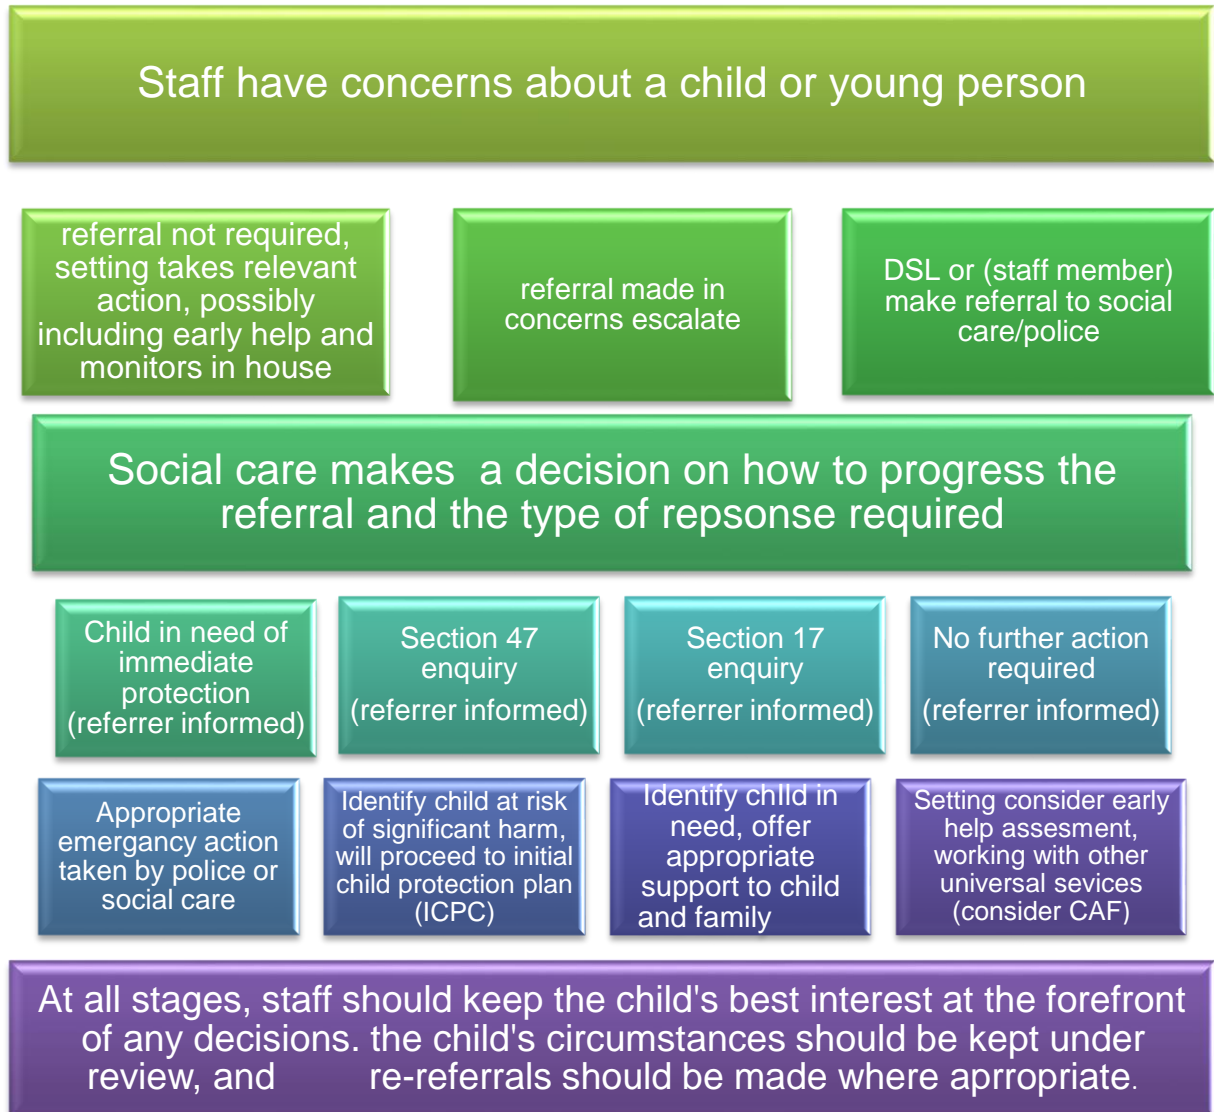 Staff have concerns about a child or young person
referral not required,
setting takes relevant
action, possibly
including early help and
monitors in house
referral made in
concerns escalate
DSL or (staff member)
make referral to social
care/police
Social care makes  a decision on how to progress the
referral and the type of repsonse required
Child in need of
immediate
protection
(referrer informed)
Section 47
enquiry
(referrer informed)
Section 17
enquiry
(referrer informed)
No further action
required
(referrer informed)
Appropriate
emergancy action
taken by police or
social care
Identify child at risk
of significant harm,
will proceed to initial
child protection plan
(ICPC)
Identify chIld in
need, offer
appropriate
support to child
and family
Setting consider early
help assesment,
working with other
universal sevices
(consider CAF)
At all stages, staff should keep the child's best interest at the forefront
of any decisions. the child's circumstances should be kept under
review, and        re-referrals should be made where aprropriate.